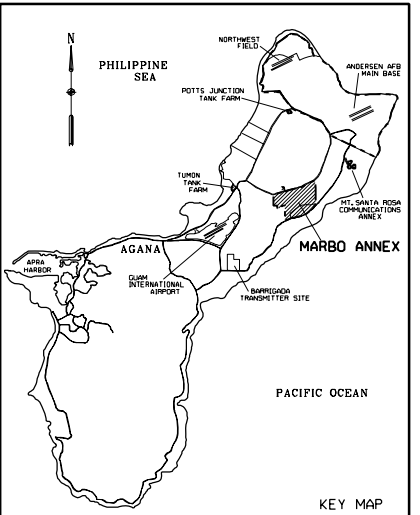 N
PHILIPPINE
SEA
NORTHWEST
FIELD
ANDERSEN AFB
MAIN BASE
POTTS JUNCTION
TANK FARM
TUMON
TANK
FARM
MT. SANTA ROSA
COMMUNICATIONS
ANNEX
MARBO ANNEX
AGANA
APRA
HARBOR
GUAM
INTERNATIONAL
AIRPORT
BARRIGADA
TRANSMITTER SITE
PACIFIC OCEAN
KEY MAP